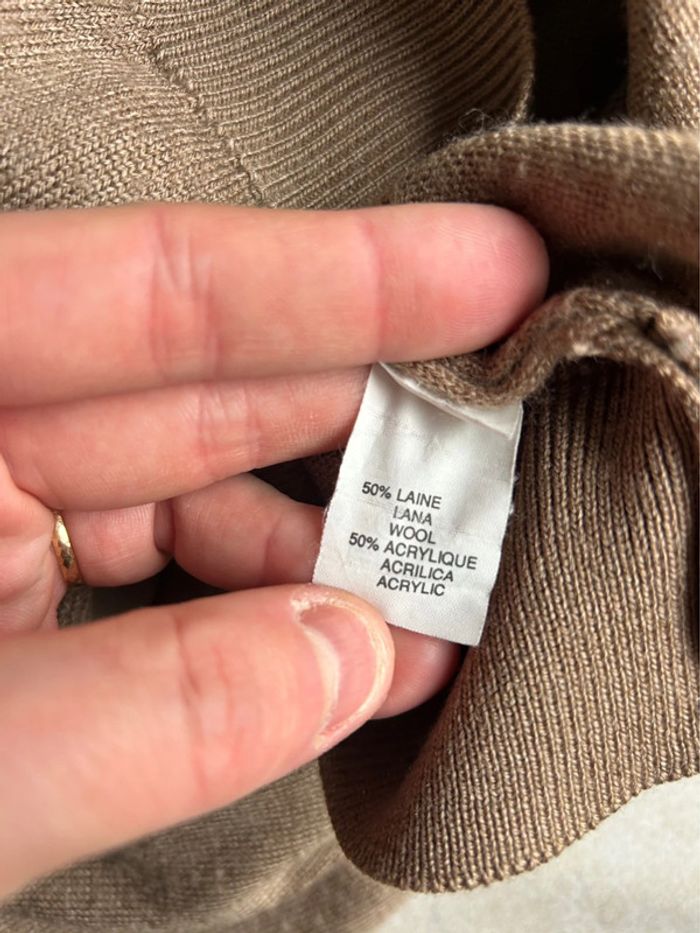 50% LAINE
LANA
WOOL
50% ACRYLIQUE
ACRILICA
ACRYLIC